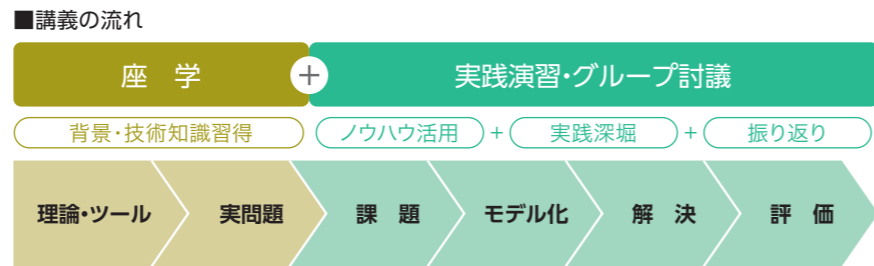 ■講義の流れ
座 学 + 実践演習・グループ討議
背景・技術知識習得 ノウハウ活用 + 実践深堀 + 振り返り
理論・ツール 実問題 課 題 モデル化 解 決 評 価